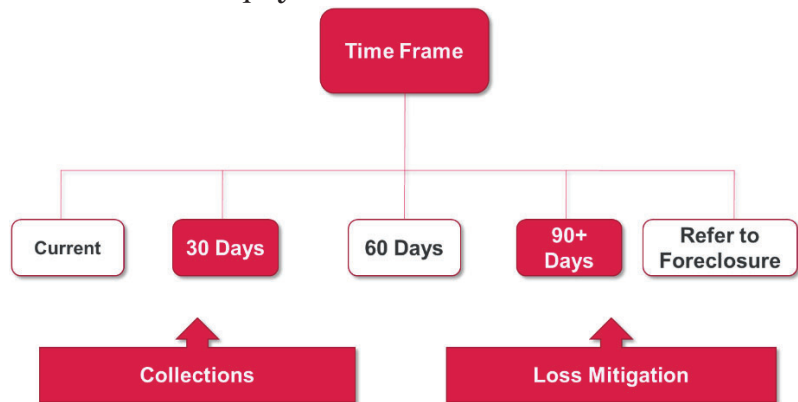 Time Frame
Current
30 Days
60 Days
90+
Days
Refer to
Foreclosure
Collections
Loss Mitigation